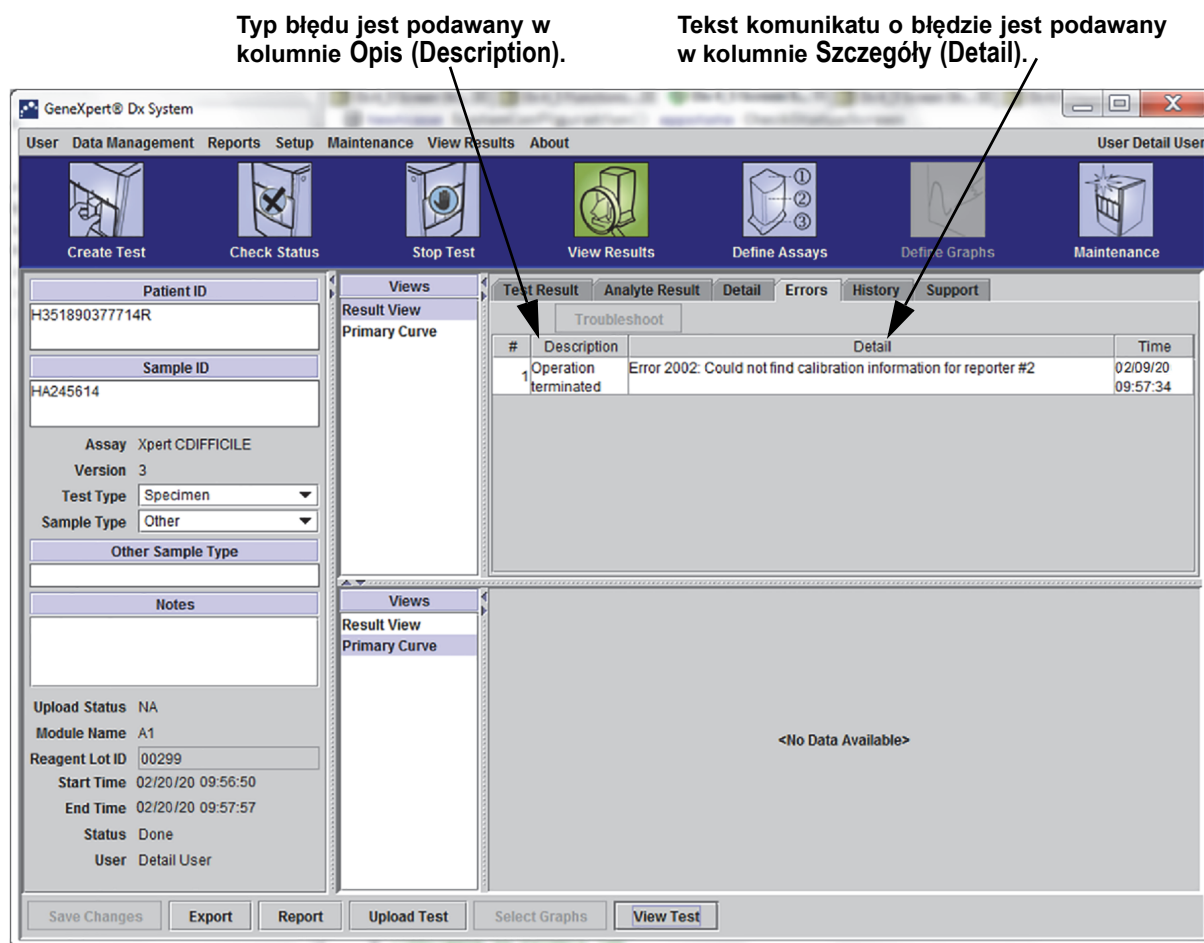 Typ błędu jest podawany w
kolumnie Opis (Description).
Tekst komunikatu o błędzie jest podawany
w kolumnie Szczegóły (Detail).
GeneXpert® Dx System
User Data Management Reports Setup Maintenance View Results About
User Detail User
Create Test
Check Status
Stop Test
View Results
Define Assays
Define Graphs
Maintenance
Patient ID
H351890377714R
Sample ID
HA245614
Assay Xpert CDIFFICILE
Version 3
Test Type Specimen
Sample Type Other
Other Sample Type
Notes
Upload Status NA
Module Name A1
Reagent Lot ID 00299
Start Time 02/20/20 09:56:50
End Time 02/20/20 09:57:57
Status Done
User Detail User
Views
Result View
Primary Curve
Test Result Analyte Result Detail Errors History Support
Troubleshoot
# Description Detail Time
1 Operation terminated Error 2002: Could not find calibration information for reporter #2 02/09/20 09:57:34
Views
Result View
Primary Curve
<No Data Available>
Save Changes Export Report Upload Test Select Graphs View Test